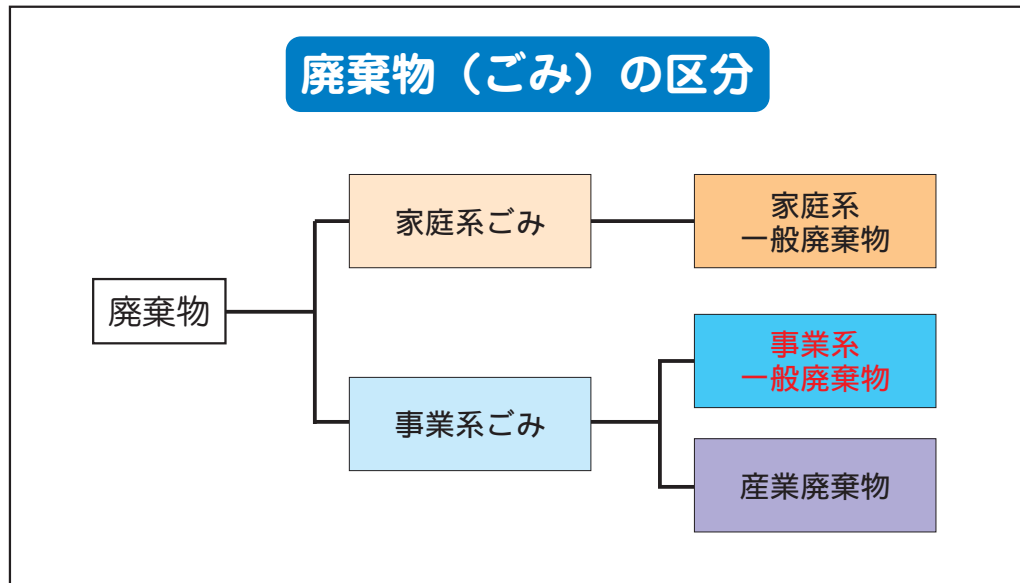 廃棄物（ごみ）の区分
廃棄物
家庭系ごみ
家庭系
一般廃棄物
事業系ごみ
事業系
一般廃棄物
産業廃棄物